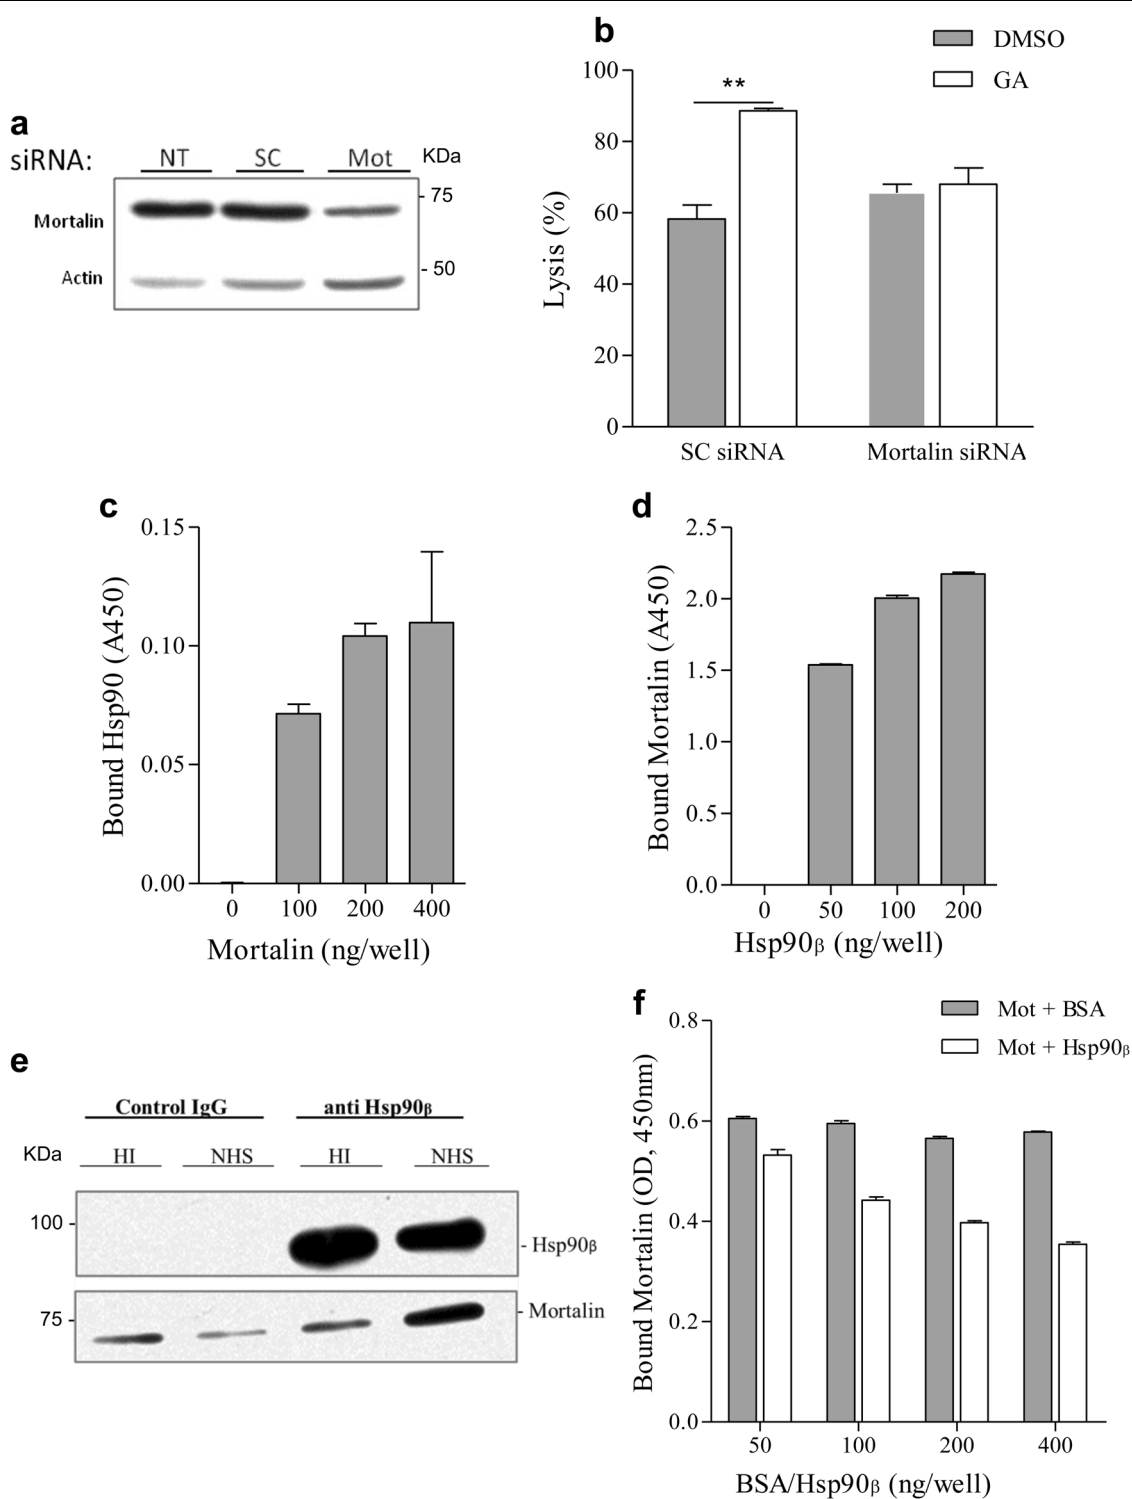 a
siRNA: NT SC Mot KDa
- 75
Mortalin
- 50
Actin
b
DMSO
GA
**
Lysis (%)
100
80
60
40
20
0
SC siRNA Mortalin siRNA
c
Bound Hsp90 (A450)
0.15
0.10
0.05
0.00
0 100 200 400
Mortalin (ng/well)
d
Bound Mortalin (A450)
2.5
2.0
1.5
1.0
0.5
0.0
0 50 100 200
Hsp90β (ng/well)
e
Control IgG anti Hsp90β
KDa HI NHS HI NHS
100 -
- Hsp90β
75 -
- Mortalin
f
Mot + BSA
Mot + Hsp90β
Bound Mortalin (OD, 450nm)
0.8
0.6
0.4
0.2
0.0
50 100 200 400
BSA/Hsp90β (ng/well)